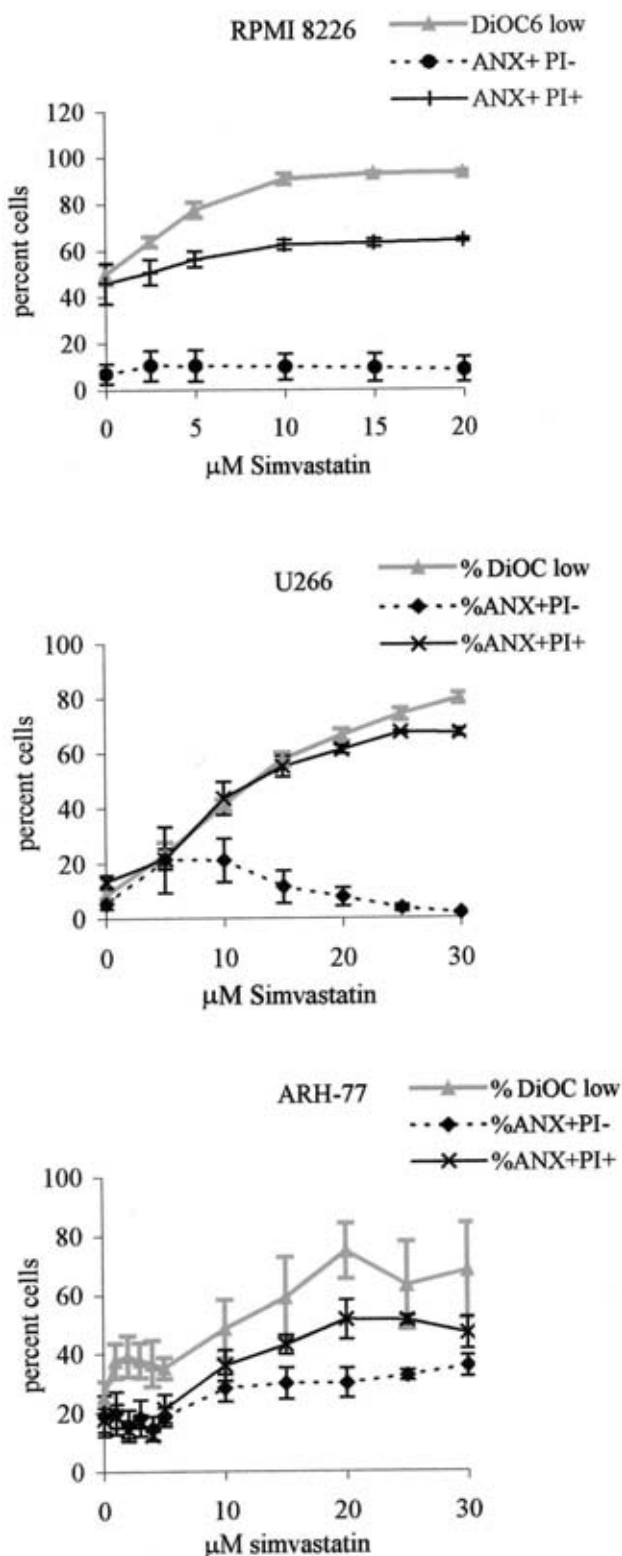 RPMI 8226
DiOC6 low
ANX+ PI-
ANX+ PI+
120
100
80
60
40
20
0
percent cells
0 5 10 15 20
μM Simvastatin
U266
% DiOC low
%ANX+PI-
%ANX+PI+
100
80
60
40
20
0
percent cells
0 10 20 30
μM Simvastatin
ARH-77
% DiOC low
%ANX+PI-
%ANX+PI+
100
80
60
40
20
0
percent cells
0 10 20 30
μM simvastatin